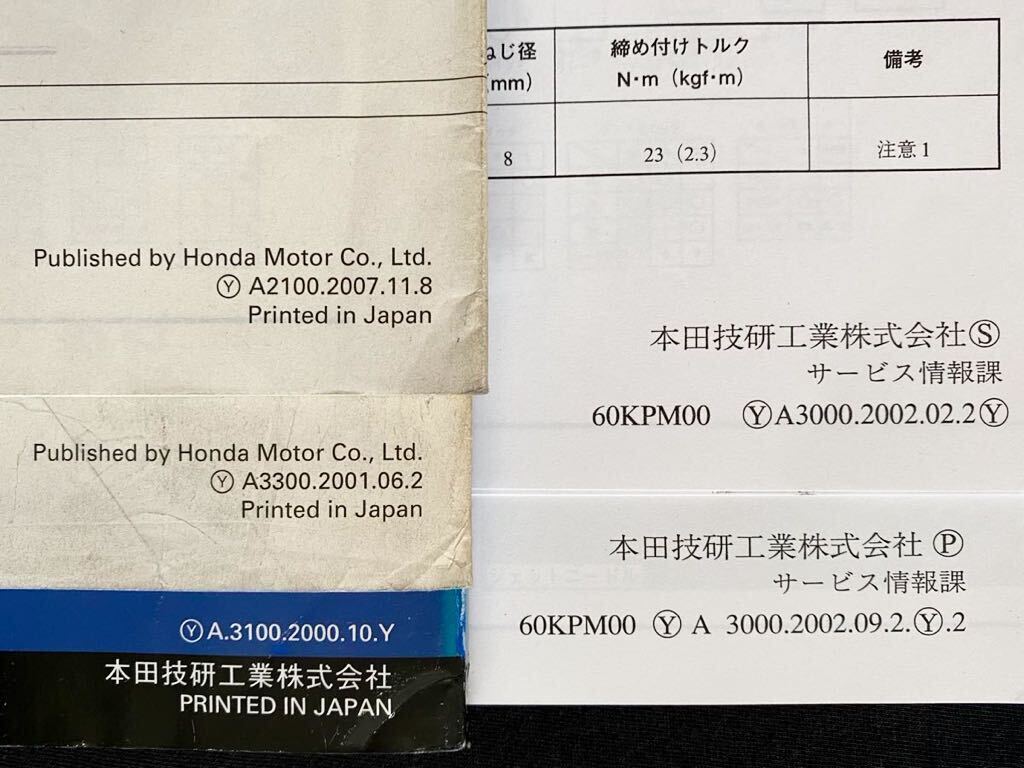 Published by Honda Motor Co., Ltd.
Ⓨ A2100.2007.11.8
Printed in Japan
Published by Honda Motor Co., Ltd.
Ⓨ A3300.2001.06.2
Printed in Japan
Ⓨ A.3100.2000.10.Y
本田技研工業株式会社
PRINTED IN JAPAN
ねじ径 締め付けトルク 備考
(mm) N・m (kgf・m)
8 23 (2.3) 注意1
本田技研工業株式会社Ⓢ
サービス情報課
60KPM00 ⓎA3000.2002.02.2Ⓨ
本田技研工業株式会社 Ⓟ
サービス情報課
60KPM00 Ⓨ A 3000.2002.09.2.Ⓨ.2